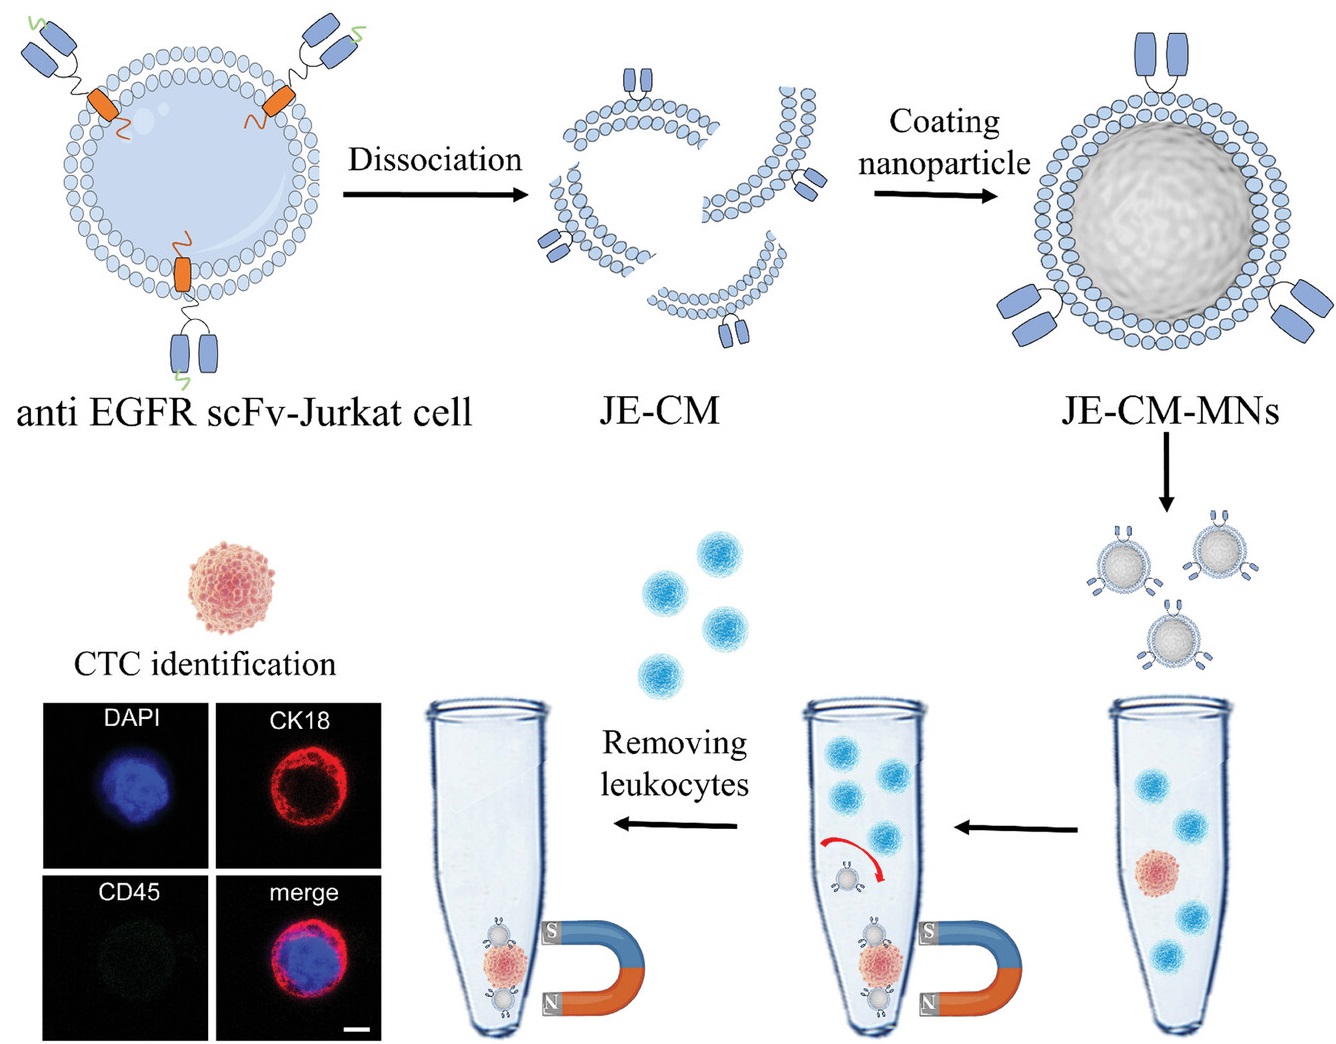 Dissociation
Coating
nanoparticle
anti EGFR scFv-Jurkat cell
JE-CM
JE-CM-MNs
CTC identification
DAPI
CK18
CD45
merge
Removing
leukocytes
S
N
S
N